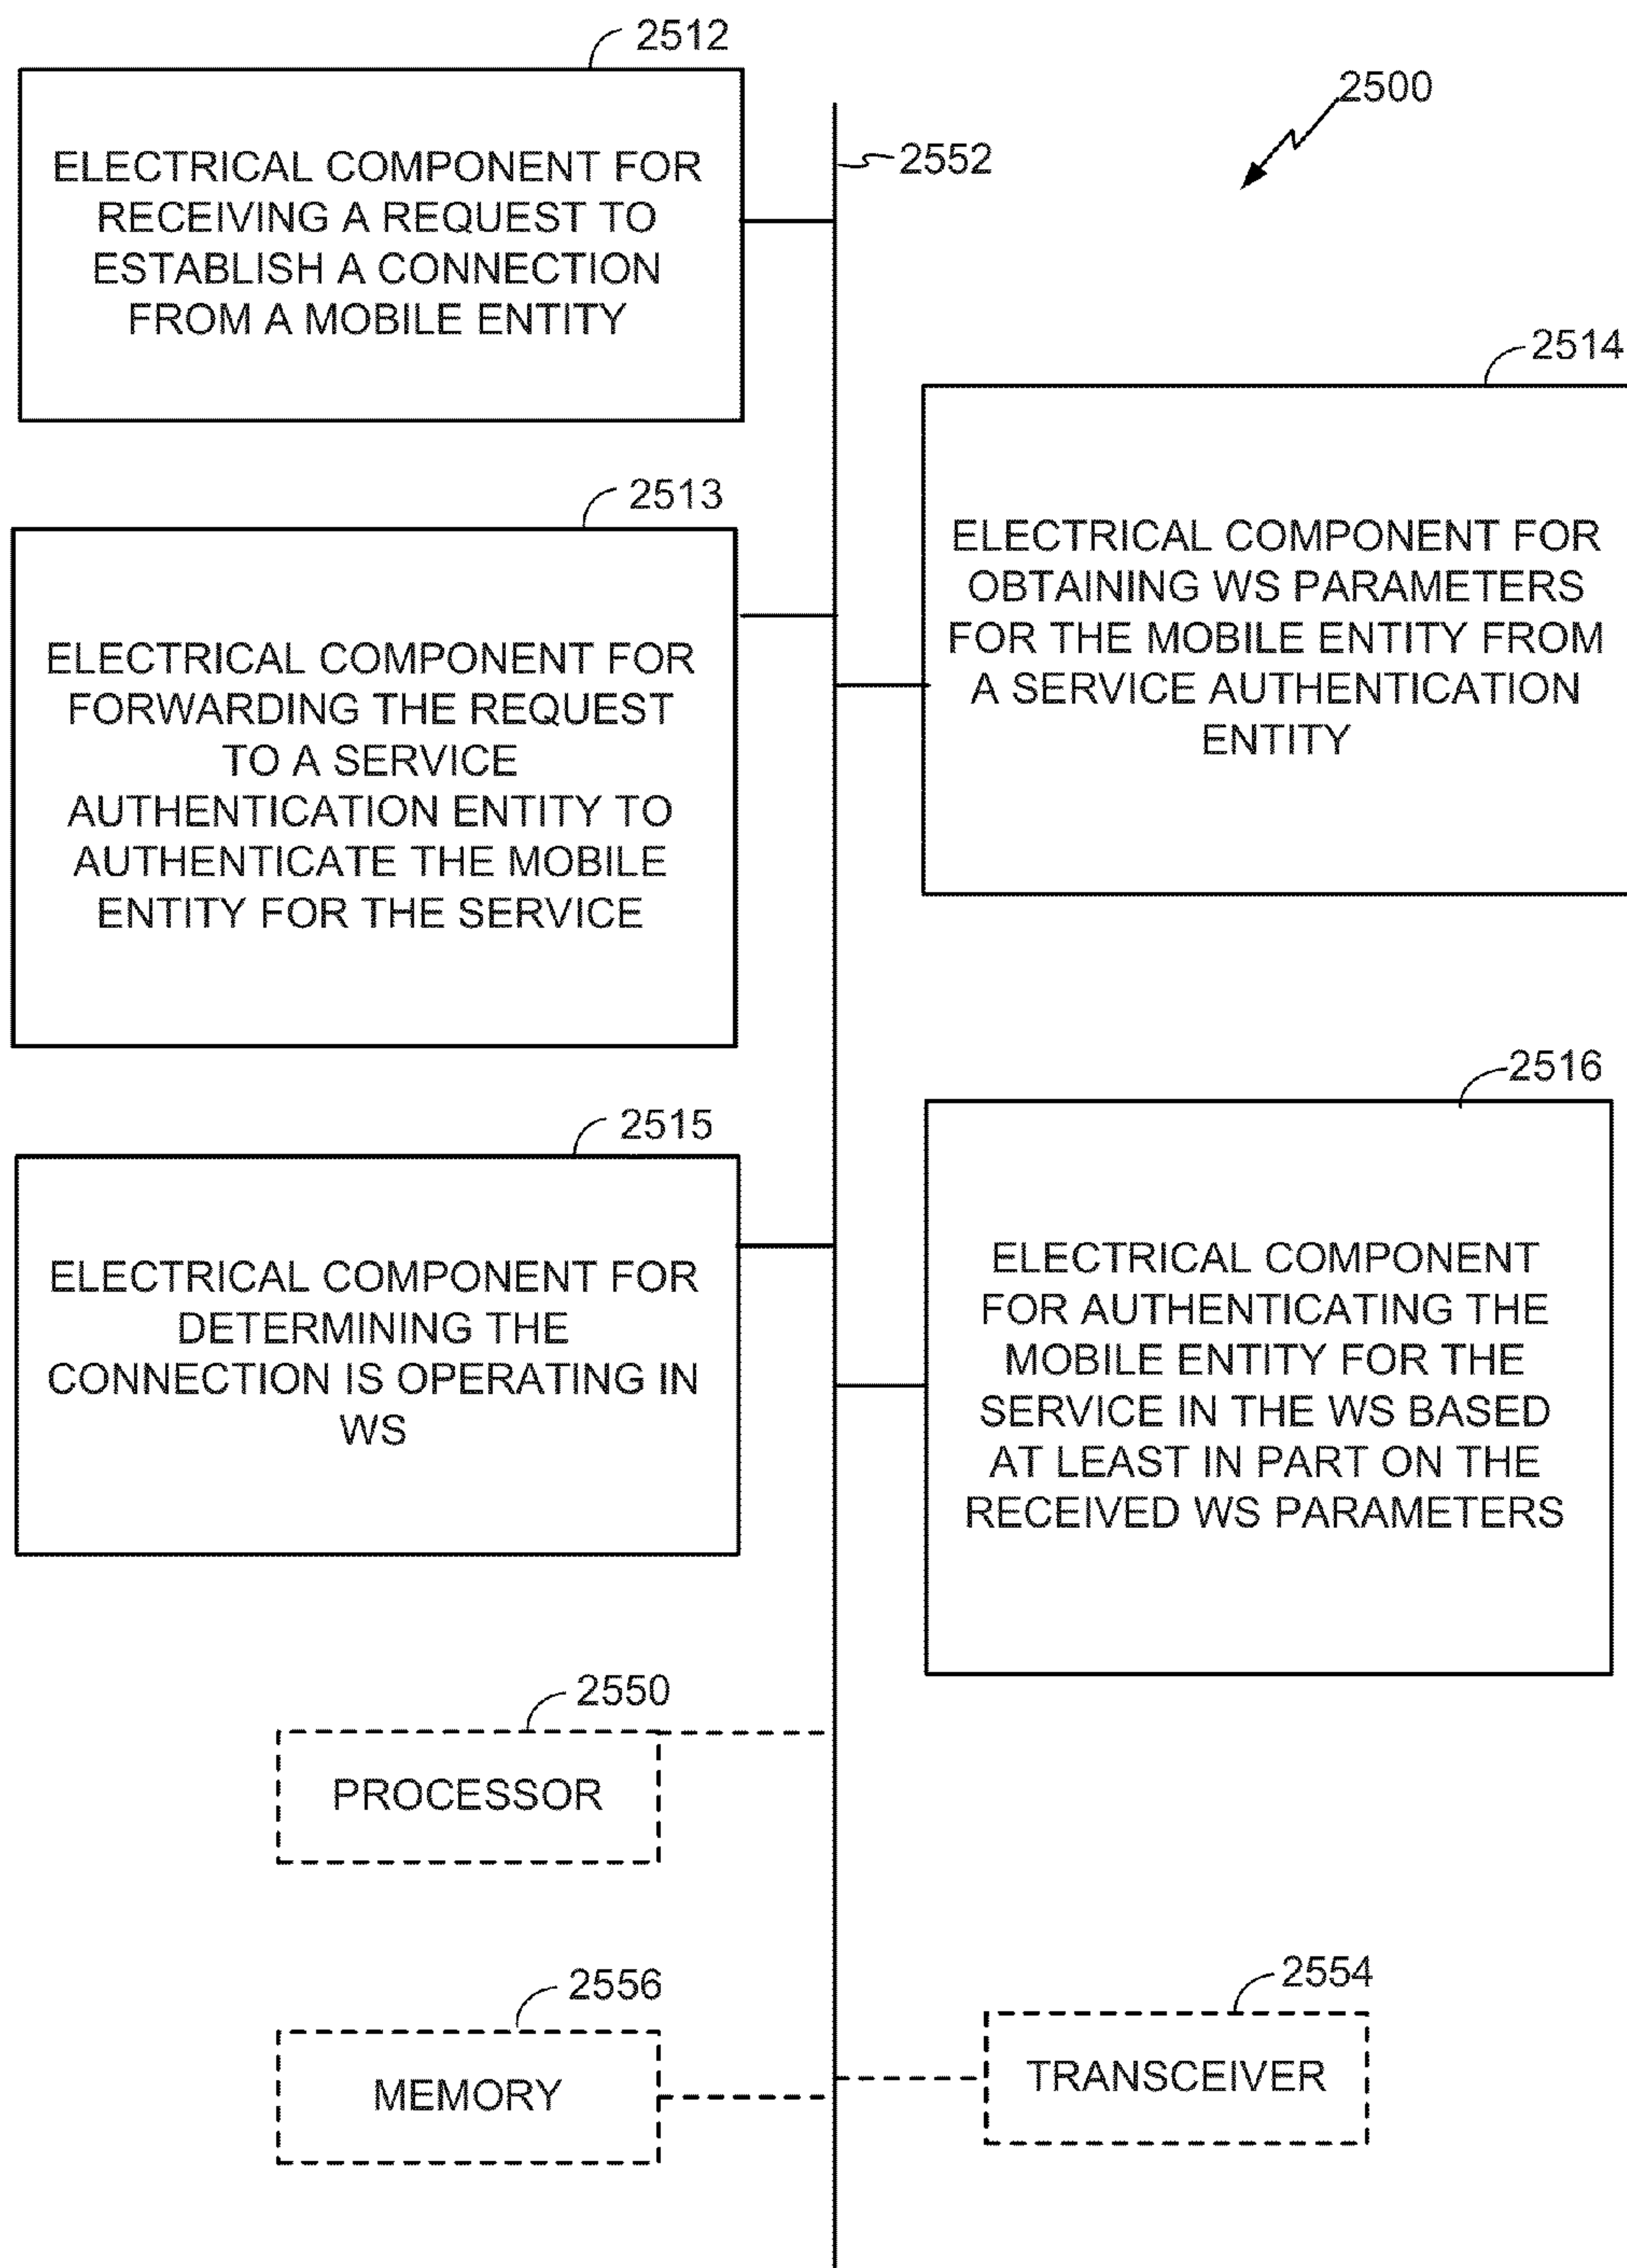 2512
2500
2552
ELECTRICAL COMPONENT FOR
RECEIVING A REQUEST TO
ESTABLISH A CONNECTION
FROM A MOBILE ENTITY
2514
2513
ELECTRICAL COMPONENT FOR
OBTAINING WS PARAMETERS
FOR THE MOBILE ENTITY FROM
A SERVICE AUTHENTICATION
ENTITY
ELECTRICAL COMPONENT FOR
FORWARDING THE REQUEST
TO A SERVICE
AUTHENTICATION ENTITY TO
AUTHENTICATE THE MOBILE
ENTITY FOR THE SERVICE
2516
2515
ELECTRICAL COMPONENT FOR
DETERMINING THE
CONNECTION IS OPERATING IN
WS
ELECTRICAL COMPONENT
FOR AUTHENTICATING THE
MOBILE ENTITY FOR THE
SERVICE IN THE WS BASED
AT LEAST IN PART ON THE
RECEIVED WS PARAMETERS
2550
PROCESSOR
2556
MEMORY
2554
TRANSCEIVER